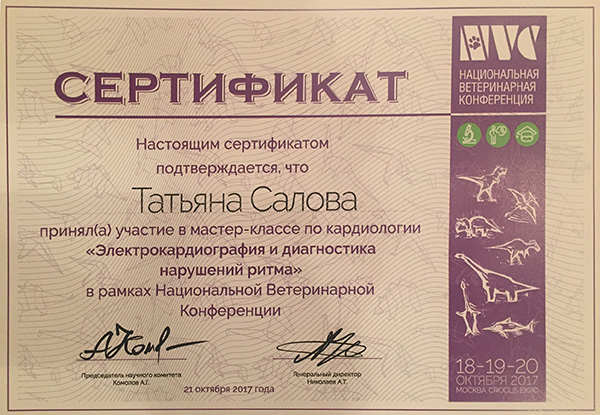 СЕРТИФИКАТ
Настоящим сертификатом
подтверждается, что
Татьяна Салова
принял(а) участие в мастер-классе по кардиологии
«Электрокардиография и диагностика
нарушений ритма»
в рамках Национальной Ветеринарной
Конференции
Председатель научного комитета
Комолов А.Г.
21 октября 2017 года
Генеральный директор
Николаев А.Т.
NVC
НАЦИОНАЛЬНАЯ
ВЕТЕРИНАРНАЯ
КОНФЕРЕНЦИЯ
18-19-20
ОКТЯБРЯ 2017
МОСКВА, CROCUS EXPO